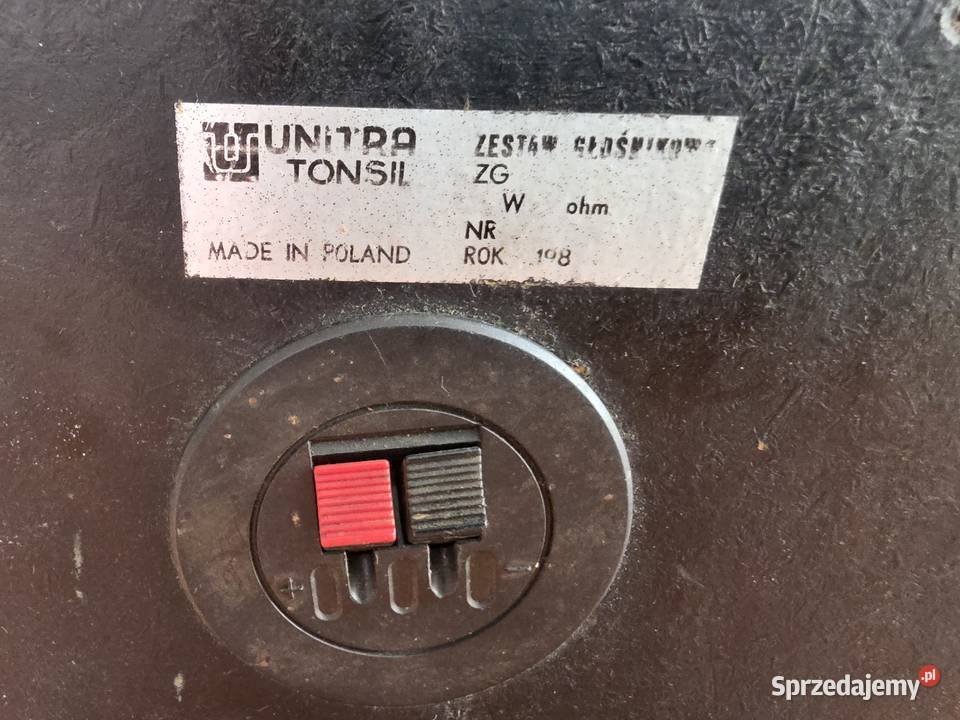 UNITRA
TONSIL
MADE IN POLAND
ZESTAW GŁOŚNIKOWY
ZG
W ohm
NR
ROK 198
+ -
Sprzedajemy.pl